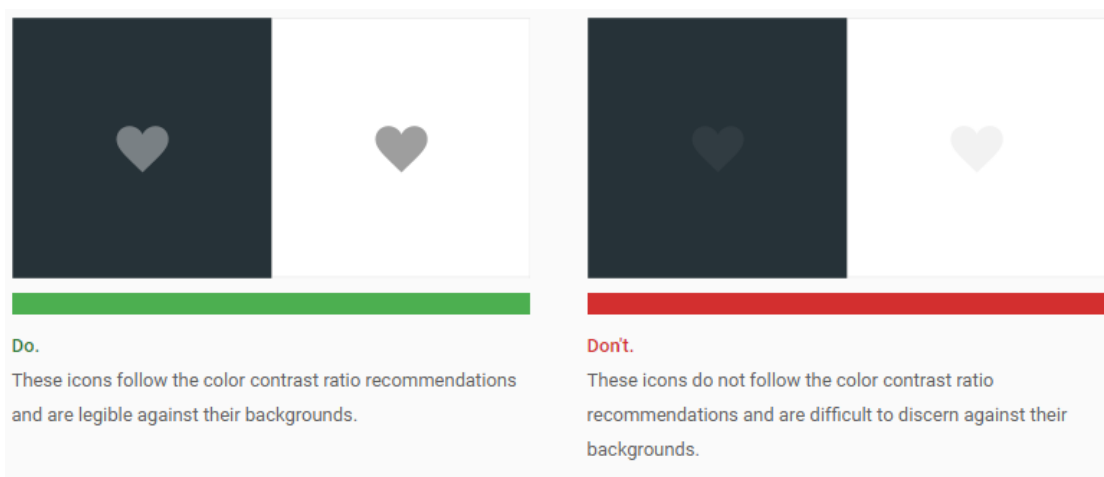 Do.
These icons follow the color contrast ratio recommendations
and are legible against their backgrounds.
Don't.
These icons do not follow the color contrast ratio
recommendations and are difficult to discern against their
backgrounds.